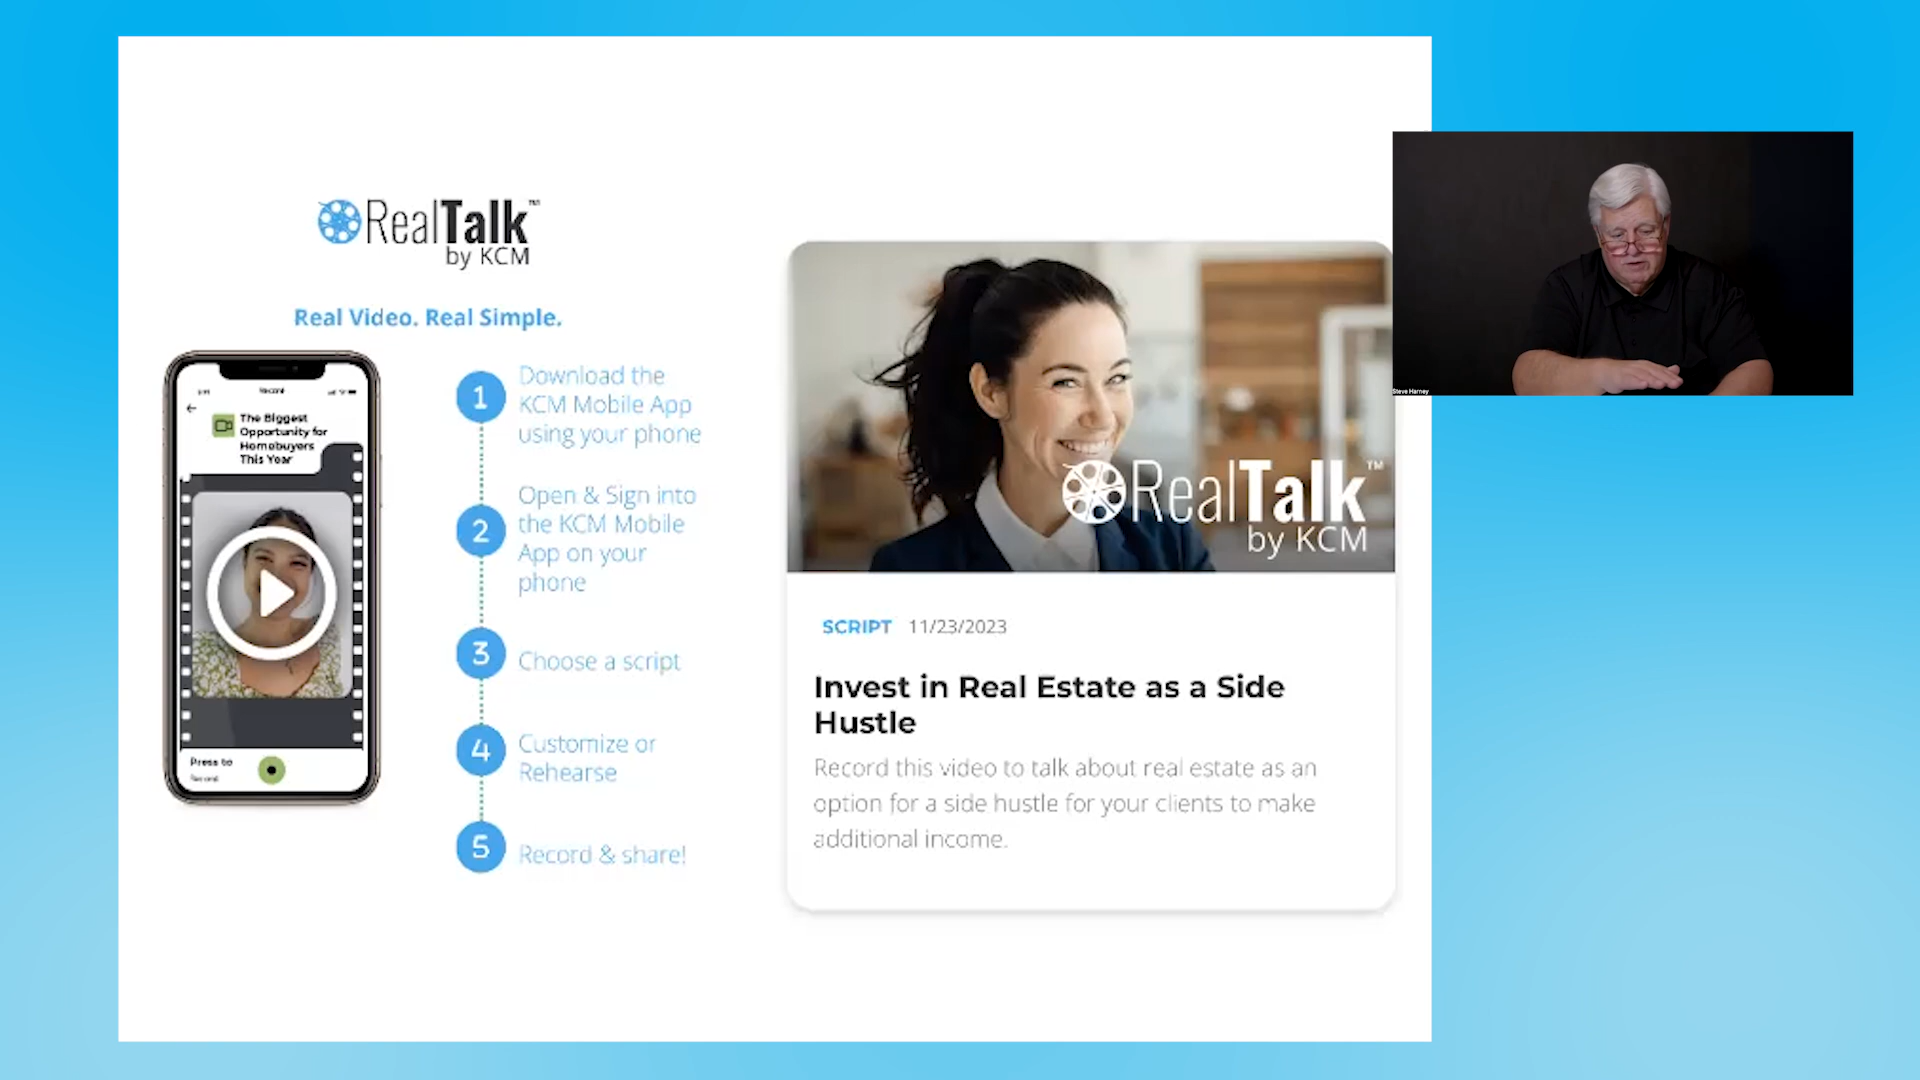 RealTalk™
by KCM
Real Video. Real Simple.
Record
The Biggest
Opportunity for
Homebuyers
This Year
Press to
Record
1
Download the
KCM Mobile App
using your phone
2
Open & Sign into
the KCM Mobile
App on your
phone
3
Choose a script
4
Customize or
Rehearse
5
Record & share!
RealTalk™
by KCM
SCRIPT 11/23/2023
Invest in Real Estate as a Side
Hustle
Record this video to talk about real estate as an
option for a side hustle for your clients to make
additional income.
Steve Harney